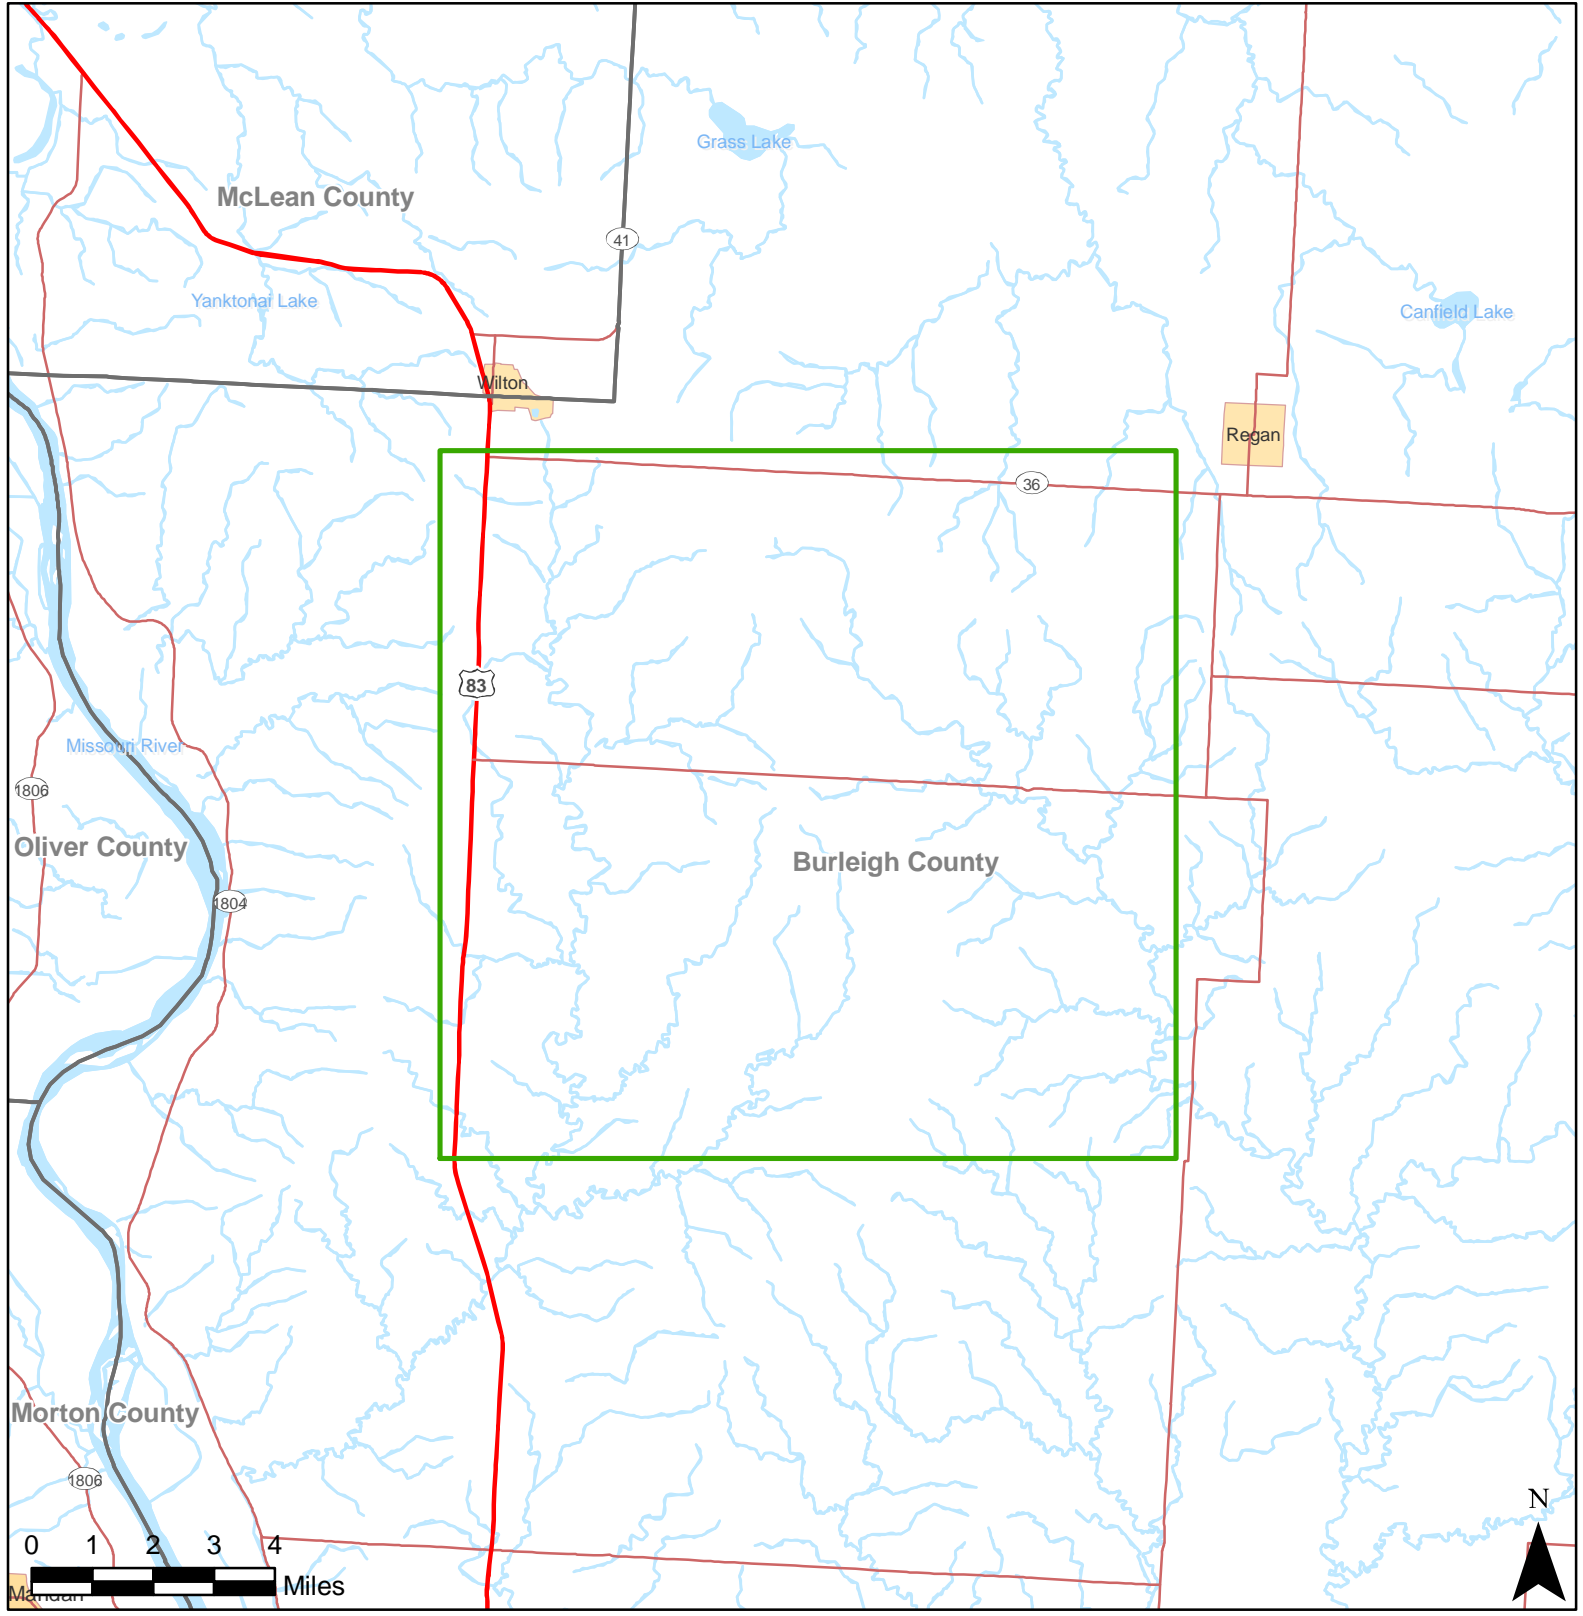 Grass Lake
McLean County
41
Yanktonai Lake
Canfield Lake
Wilton
Regan
36
83
Missouri River
1806
Oliver County
Burleigh County
1804
Morton County
1806
N
0 1 2 3 4
Miles
Mandan